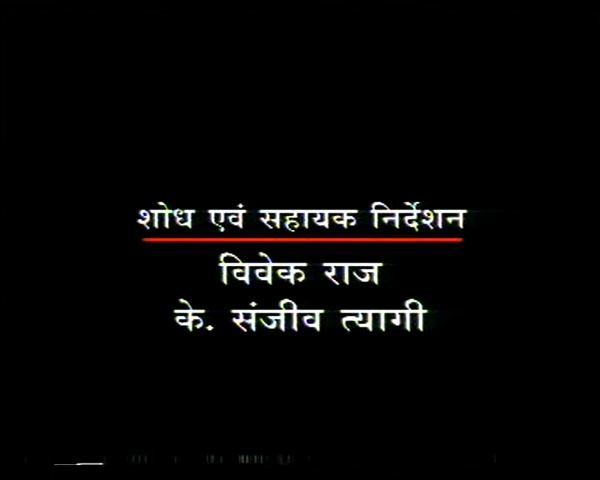 शोध एवं सहायक निर्देशन
विवेक राज
के. संजीव त्यागी